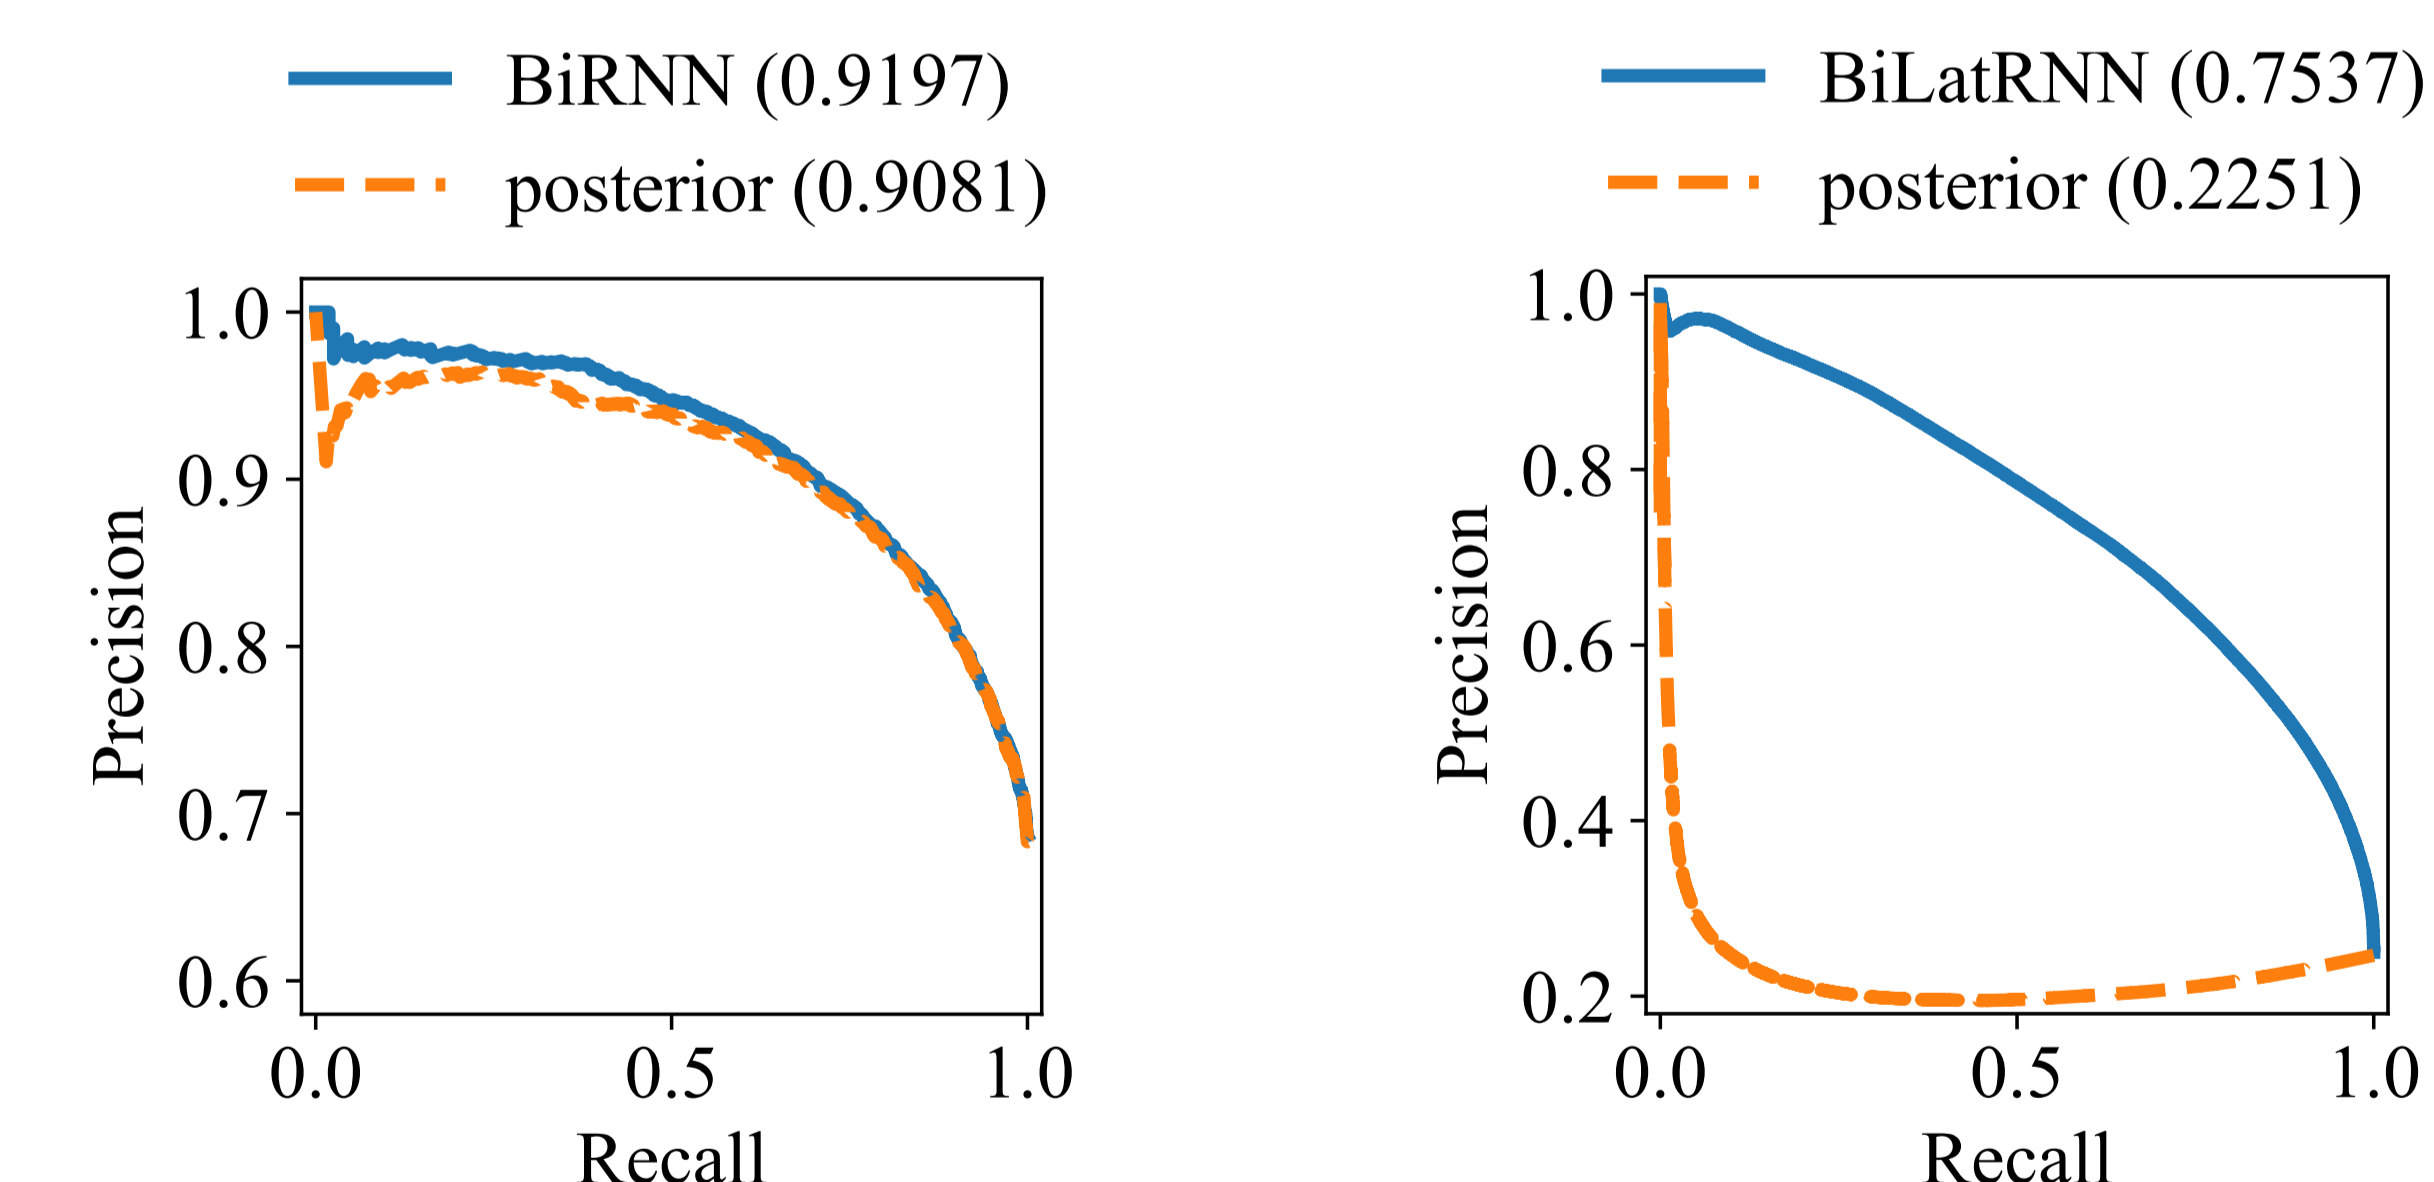 BiRNN (0.9197)
posterior (0.9081)
1.0
0.9
0.8
0.7
0.6
Precision
0.0 0.5 1.0
Recall
BiLatRNN (0.7537)
posterior (0.2251)
1.0
0.8
0.6
0.4
0.2
Precision
0.0 0.5 1.0
Recall